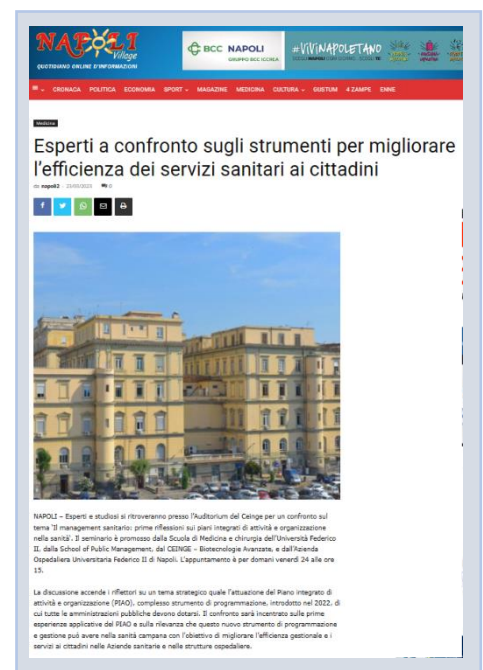 NAPOLI
Village
QUOTIDIANO ONLINE D'INFORMAZIONI
BCC NAPOLI
GRUPPO BCC ICCREA
#VIVINAPOLETANO
CRONACA POLITICA ECONOMIA SPORT MAGAZINE MEDICINA CULTURA GUSTUM 4 ZAMPE ENNE
Medicina
Esperti a confronto sugli strumenti per migliorare
l'efficienza dei servizi sanitari ai cittadini
da napoli2 - 23/03/2023 0
NAPOLI – Esperti e studiosi si ritroveranno presso l'Auditorium del Ceinge per un confronto sul
tema 'Il management sanitario: prime riflessioni sui piani integrati di attività e organizzazione
nella sanità'. Il seminario è promosso dalla Scuola di Medicina e chirurgia dell'Università Federico
II, dalla School of Public Management, dal CEINGE – Biotecnologie Avanzate, e dall'Azienda
Ospedaliera Universitaria Federico II di Napoli. L'appuntamento è per domani venerdì 24 alle ore
15.
La discussione accende i riflettori su un tema strategico quale l'attuazione del Piano integrato di
attività e organizzazione (PIAO), complesso strumento di programmazione, introdotto nel 2022, di
cui tutte le amministrazioni pubbliche devono dotarsi. Il confronto sarà incentrato sulle prime
esperienze applicative del PIAO e sulla rilevanza che questo nuovo strumento di programmazione
e gestione può avere nella sanità campana con l'obiettivo di migliorare l'efficienza gestionale e i
servizi ai cittadini nelle Aziende sanitarie e nelle strutture ospedaliere.